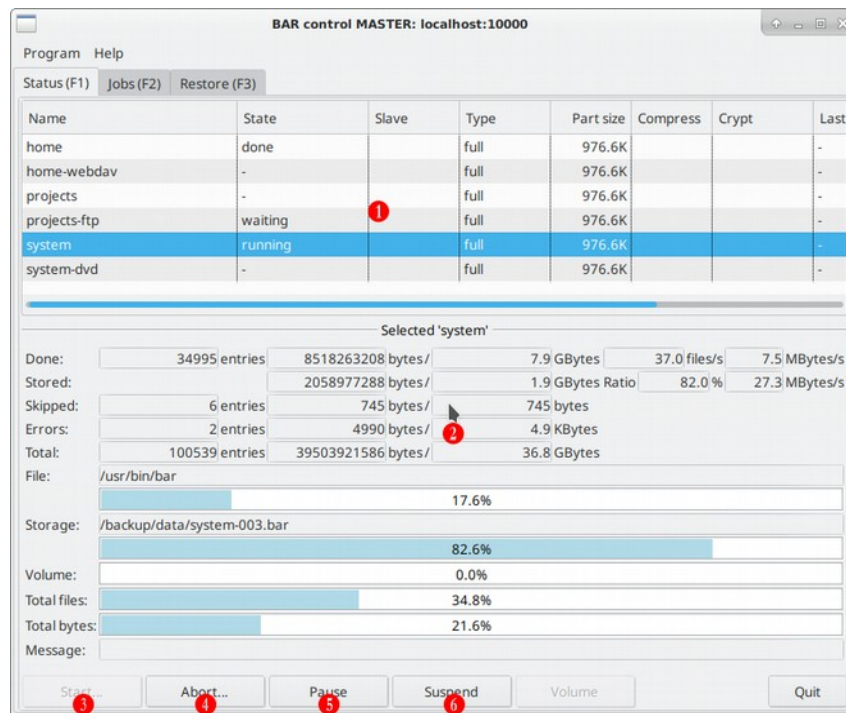 BAR control MASTER: localhost:10000
Program Help
Status (F1) Jobs (F2) Restore (F3)
Name State Slave Type Part size Compress Crypt Last
home done full 976.6K -
home-webdav - full 976.6K -
projects - full 976.6K -
projects-ftp waiting full 976.6K -
1
system running full 976.6K -
system-dvd - full 976.6K -
Selected 'system'
Done: 34995 entries 8518263208 bytes/ 7.9 GBytes 37.0 files/s 7.5 MBytes/s
Stored: 2058977288 bytes/ 1.9 GBytes Ratio 82.0 % 27.3 MBytes/s
Skipped: 6 entries 745 bytes/ 745 bytes
Errors: 2 entries 4990 bytes/ 4.9 KBytes
2
Total: 100539 entries 39503921586 bytes/ 36.8 GBytes
File: /usr/bin/bar
17.6%
Storage: /backup/data/system-003.bar
82.6%
Volume: 0.0%
Total files: 34.8%
Total bytes: 21.6%
Message:
Start... Abort... Pause Suspend Volume Quit
3 4 5 6